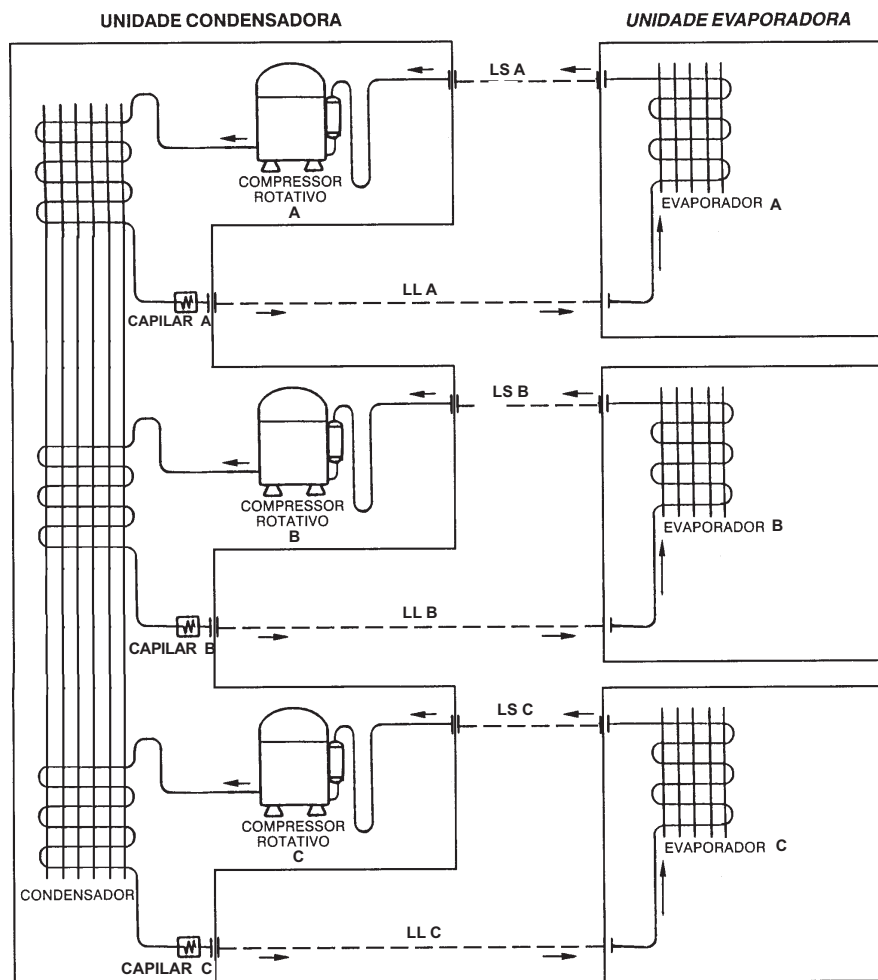 UNIDADE CONDENSADORA
UNIDADE EVAPORADORA
LS A
COMPRESSOR
ROTATIVO
A
EVAPORADOR A
LL A
CAPILAR A
LS B
COMPRESSOR
ROTATIVO
B
EVAPORADOR B
LL B
CAPILAR B
LS C
COMPRESSOR
ROTATIVO
C
EVAPORADOR C
CONDENSADOR
LL C
CAPILAR C